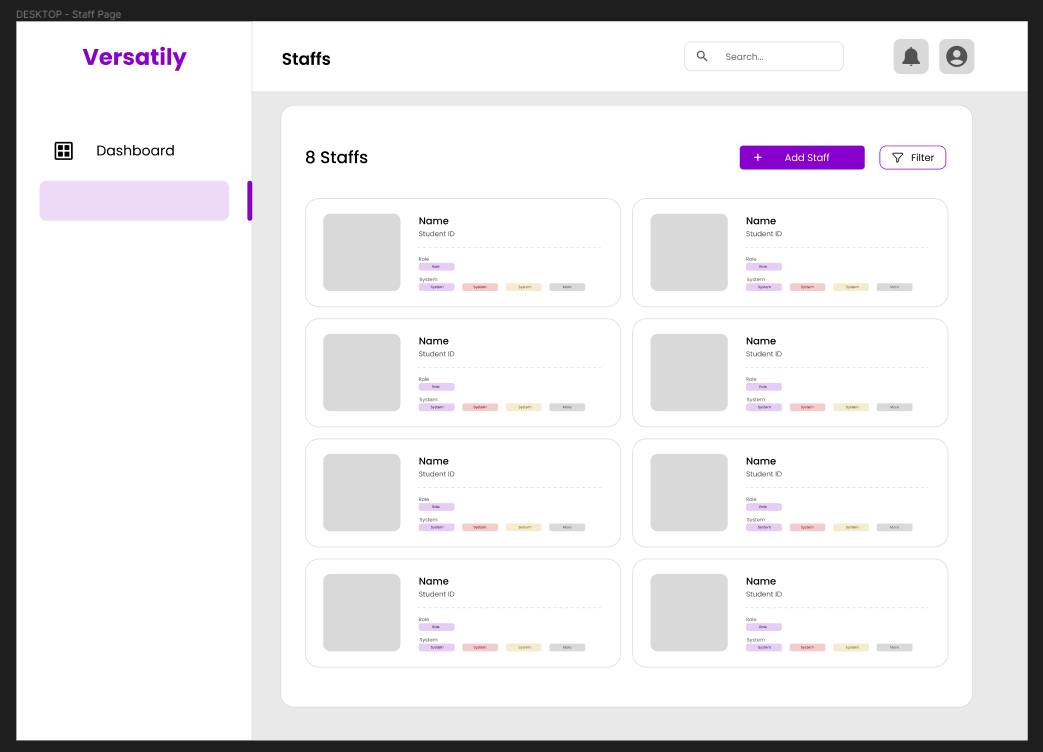 DESKTOP - Staff Page
Versatily
Staffs
Search...
Dashboard
8 Staffs
+ Add Staff
Filter
Name
Student ID
Role
Role
System
System System System More
Name
Student ID
Role
Role
System
System System System More
Name
Student ID
Role
Role
System
System System System More
Name
Student ID
Role
Role
System
System System System More
Name
Student ID
Role
Role
System
System System System More
Name
Student ID
Role
Role
System
System System System More
Name
Student ID
Role
Role
System
System System System More
Name
Student ID
Role
Role
System
System System System More